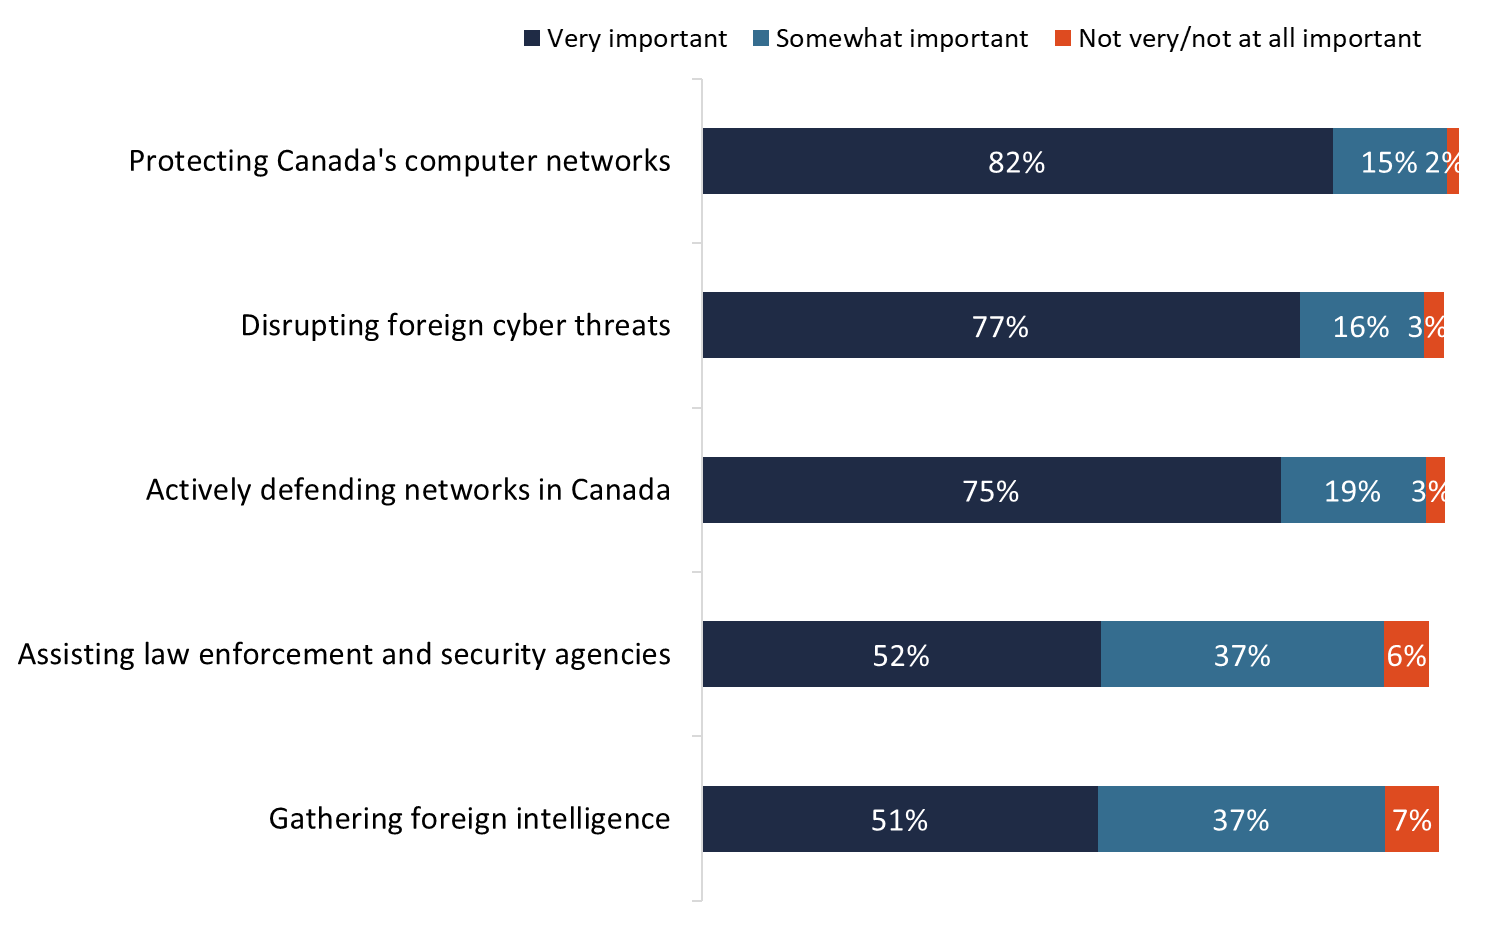 Very important Somewhat important Not very/not at all important
Protecting Canada's computer networks 82% 15% 2%
Disrupting foreign cyber threats 77% 16% 3%
Actively defending networks in Canada 75% 19% 3%
Assisting law enforcement and security agencies 52% 37% 6%
Gathering foreign intelligence 51% 37% 7%